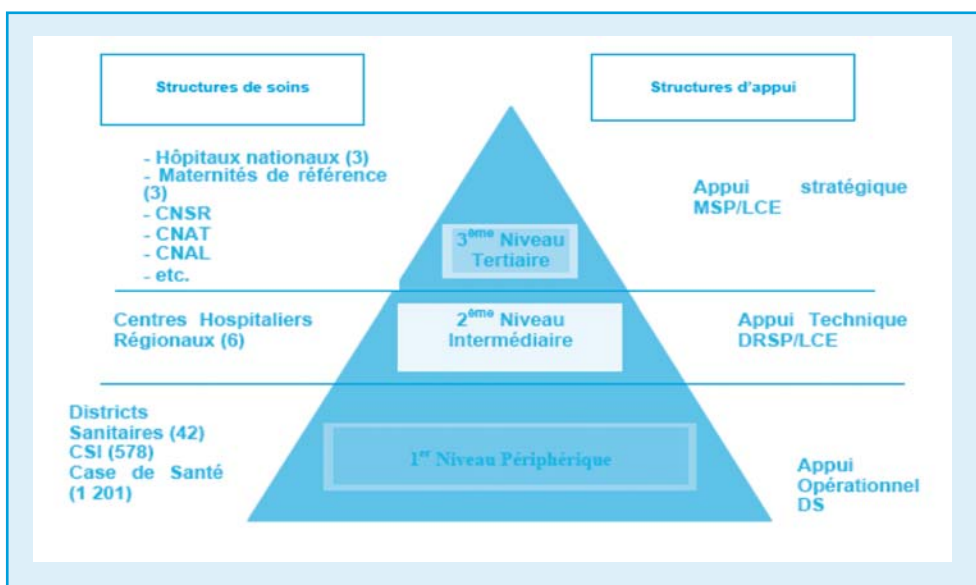 Structures de soins
Structures d'appui
- Hôpitaux nationaux (3)
- Maternités de référence
(3)
- CNSR
- CNAT
- CNAL
- etc.
3ème Niveau
Tertiaire
Appui stratégique
MSP/LCE
Centres Hospitaliers
Régionaux (6)
2ème Niveau
Intermédiaire
Appui Technique
DRSP/LCE
Districts
Sanitaires (42)
CSI (578)
Case de Santé
(1 201)
1er Niveau Périphérique
Appui
Opérationnel
DS